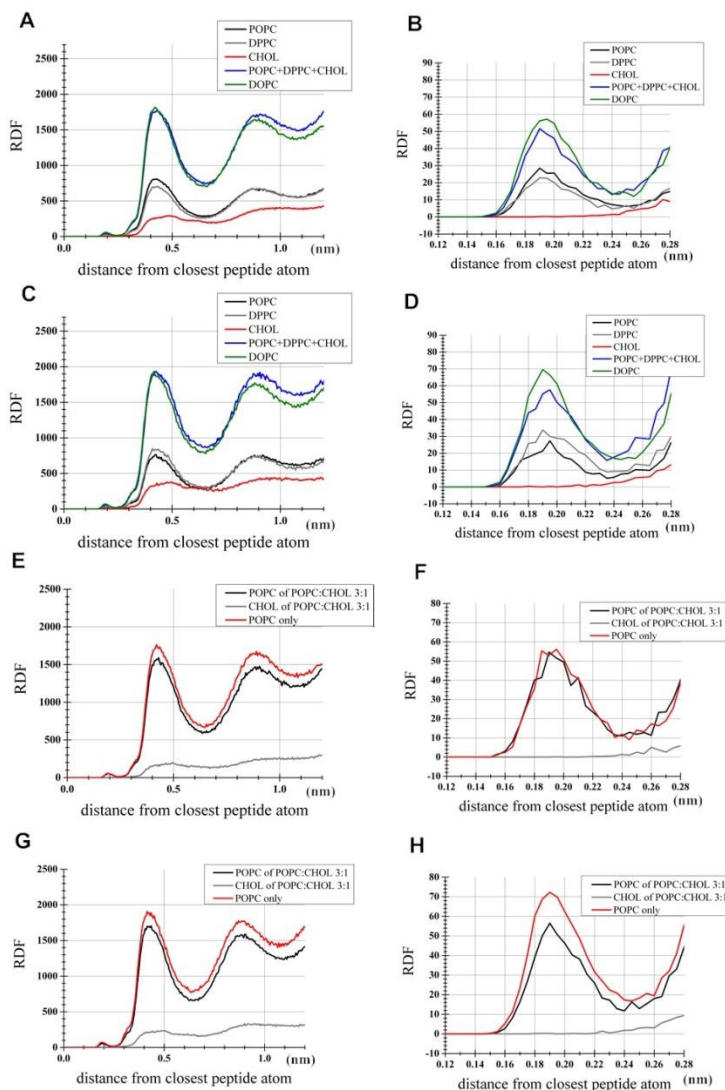 A
POPC
DPPC
CHOL
POPC+DPPC+CHOL
DOPC
2500
2000
1500
1000
500
0
RDF
0.0 0.5 1.0
(nm)
distance from closest peptide atom
B
POPC
DPPC
CHOL
POPC+DPPC+CHOL
DOPC
90
80
70
60
50
40
30
20
10
0
-10
RDF
0.12 0.14 0.16 0.18 0.20 0.22 0.24 0.26 0.28
(nm)
distance from closest peptide atom
C
POPC
DPPC
CHOL
POPC+DPPC+CHOL
DOPC
2500
2000
1500
1000
500
0
RDF
0.0 0.5 1.0
(nm)
distance from closest peptide atom
D
POPC
DPPC
CHOL
POPC+DPPC+CHOL
DOPC
90
80
70
60
50
40
30
20
10
0
-10
RDF
0.12 0.14 0.16 0.18 0.20 0.22 0.24 0.26 0.28
(nm)
distance from closest peptide atom
E
POPC of POPC:CHOL 3:1
CHOL of POPC:CHOL 3:1
POPC only
2500
2000
1500
1000
500
0
RDF
0.0 0.5 1.0
(nm)
distance from closest peptide atom
F
POPC of POPC:CHOL 3:1
CHOL of POPC:CHOL 3:1
POPC only
80
70
60
50
40
30
20
10
0
-10
RDF
0.12 0.14 0.16 0.18 0.20 0.22 0.24 0.26 0.28
(nm)
distance from closest peptide atom
G
POPC of POPC:CHOL 3:1
CHOL of POPC:CHOL 3:1
POPC only
2500
2000
1500
1000
500
0
RDF
0.0 0.5 1.0
(nm)
distance from closest peptide atom
H
POPC of POPC:CHOL 3:1
CHOL of POPC:CHOL 3:1
POPC only
80
70
60
50
40
30
20
10
0
-10
RDF
0.12 0.14 0.16 0.18 0.20 0.22 0.24 0.26 0.28
(nm)
distance from closest peptide atom